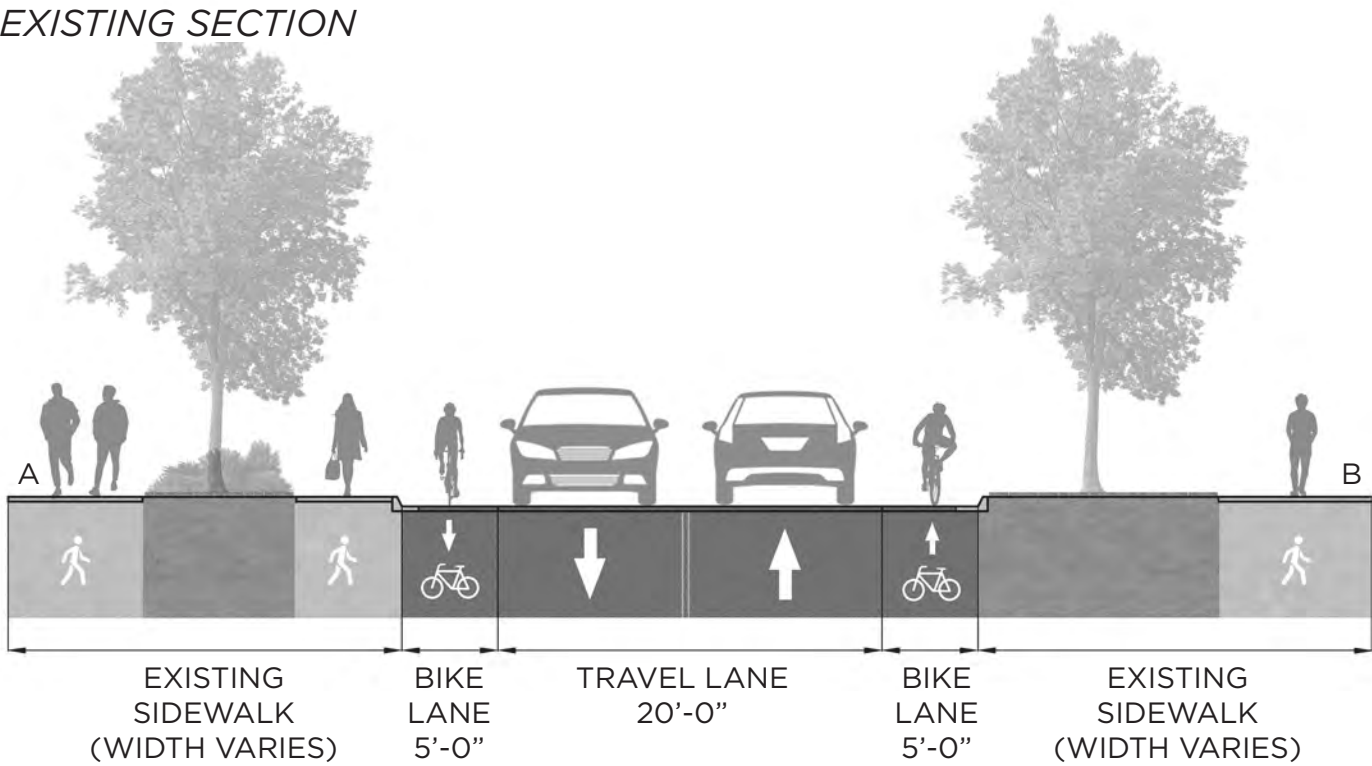 EXISTING SECTION
A
B
EXISTING
SIDEWALK
(WIDTH VARIES)
BIKE
LANE
5’-0”
TRAVEL LANE
20’-0”
BIKE
LANE
5’-0”
EXISTING
SIDEWALK
(WIDTH VARIES)